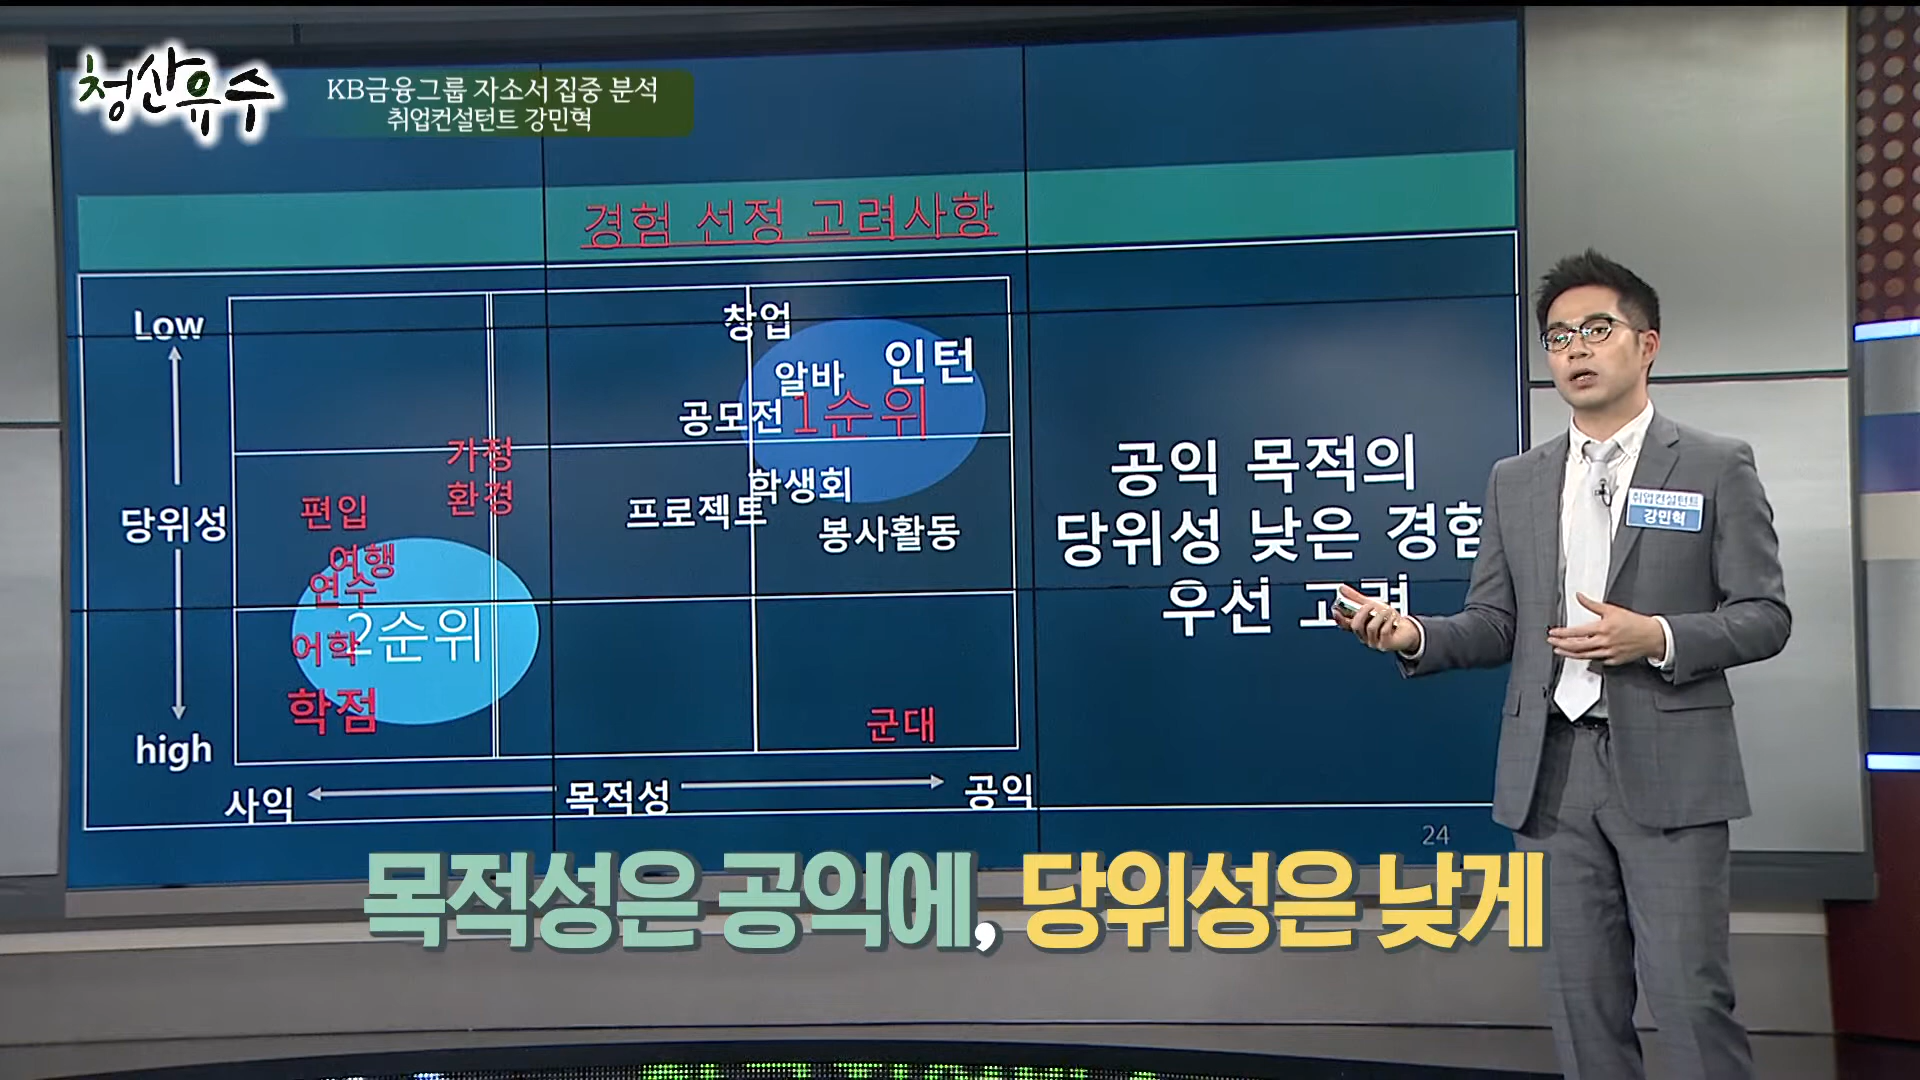 청산유수
KB금융그룹 자소서 집중 분석
취업컨설턴트 강민혁
경험 선정 고려사항
Low
당위성
high
창업
알바
인턴
공모전
1순위
가정
환경
편입
여행
연수
어학
2순위
학점
프로젝트
학생회
봉사활동
군대
사익
목적성
공익
공익 목적의
당위성 낮은 경험
우선 고려
24
취업컨설턴트
강민혁
목적성은 공익에, 당위성은 낮게